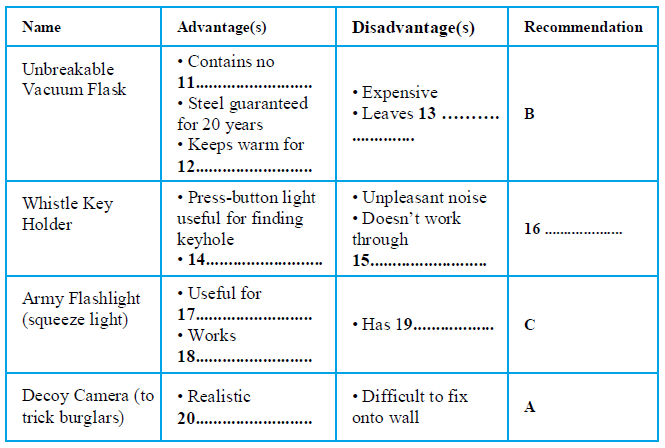 Name
Advantage(s)
Disadvantage(s)
Recommendation
Unbreakable
Vacuum Flask
• Contains no
11...........................
• Steel guaranteed
for 20 years
• Keeps warm for
12...........................
• Expensive
• Leaves 13 ……….
..............
B
Whistle Key
Holder
• Press-button light
useful for finding
keyhole
• 14...........................
• Unpleasant noise
• Doesn’t work
through
15...........................
16 ....................
Army Flashlight
(squeeze light)
• Useful for
17...........................
• Works
18...........................
• Has 19..................
C
Decoy Camera (to
trick burglars)
• Realistic
20...........................
• Difficult to fix
onto wall
A